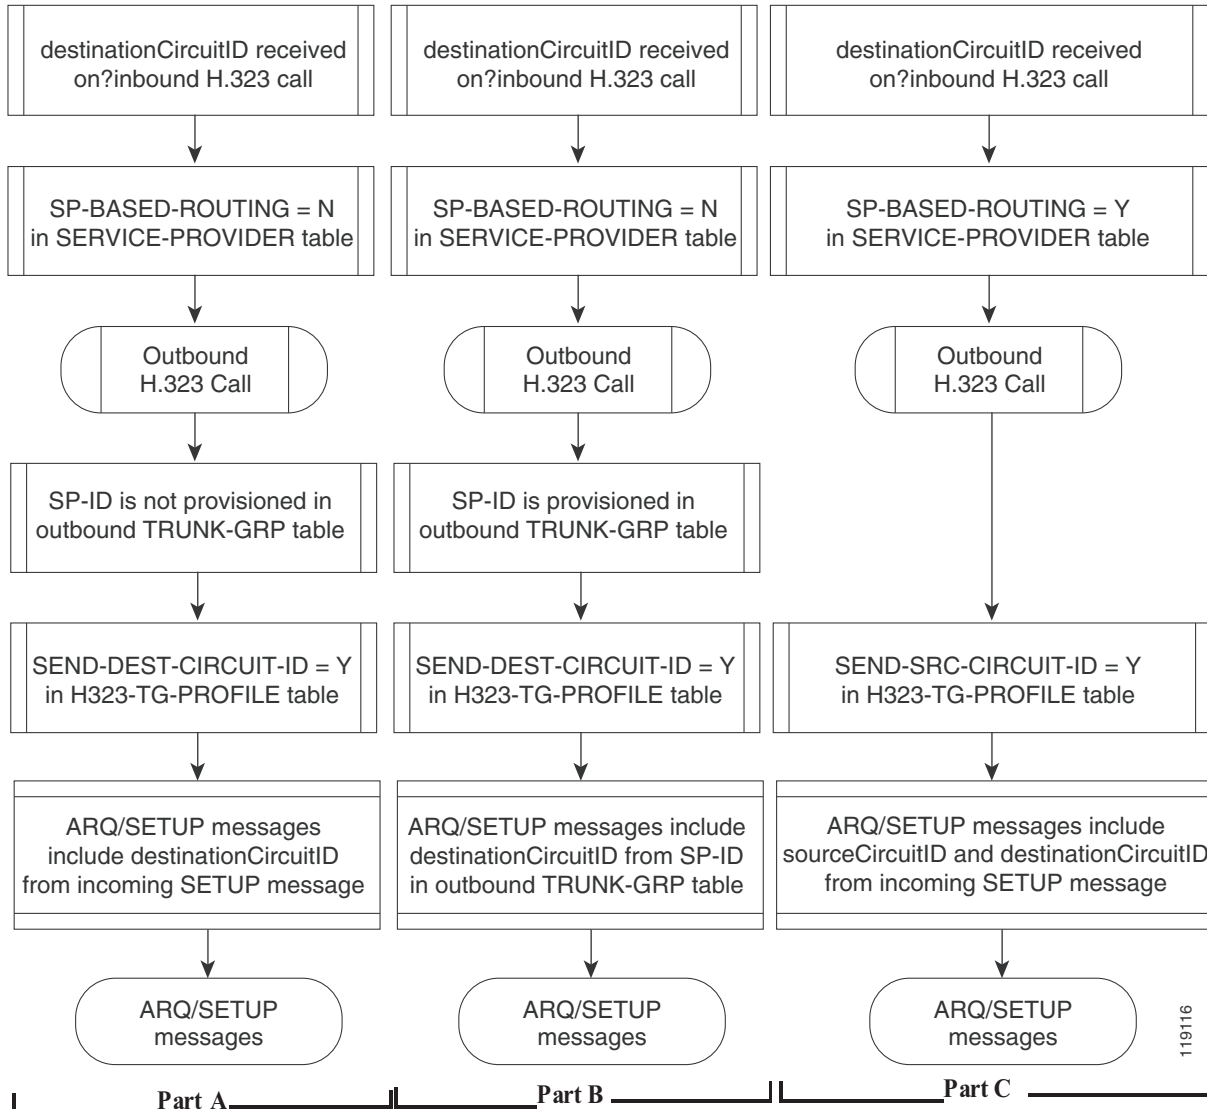 destinationCircuitID received
on?inbound H.323 call
SP-BASED-ROUTING = N
in SERVICE-PROVIDER table
Outbound
H.323 Call
SP-ID is not provisioned in
outbound TRUNK-GRP table
SEND-DEST-CIRCUIT-ID = Y
in H323-TG-PROFILE table
ARQ/SETUP messages
include destinationCircuitID
from incoming SETUP message
ARQ/SETUP
messages
Part A
destinationCircuitID received
on?inbound H.323 call
SP-BASED-ROUTING = N
in SERVICE-PROVIDER table
Outbound
H.323 Call
SP-ID is provisioned in
outbound TRUNK-GRP table
SEND-DEST-CIRCUIT-ID = Y
in H323-TG-PROFILE table
ARQ/SETUP messages include
destinationCircuitID from SP-ID
in outbound TRUNK-GRP table
ARQ/SETUP
messages
Part B
destinationCircuitID received
on?inbound H.323 call
SP-BASED-ROUTING = Y
in SERVICE-PROVIDER table
Outbound
H.323 Call
SEND-SRC-CIRCUIT-ID = Y
in H323-TG-PROFILE table
ARQ/SETUP messages include
sourceCircuitID and destinationCircuitID
from incoming SETUP message
ARQ/SETUP
messages
Part C
119116